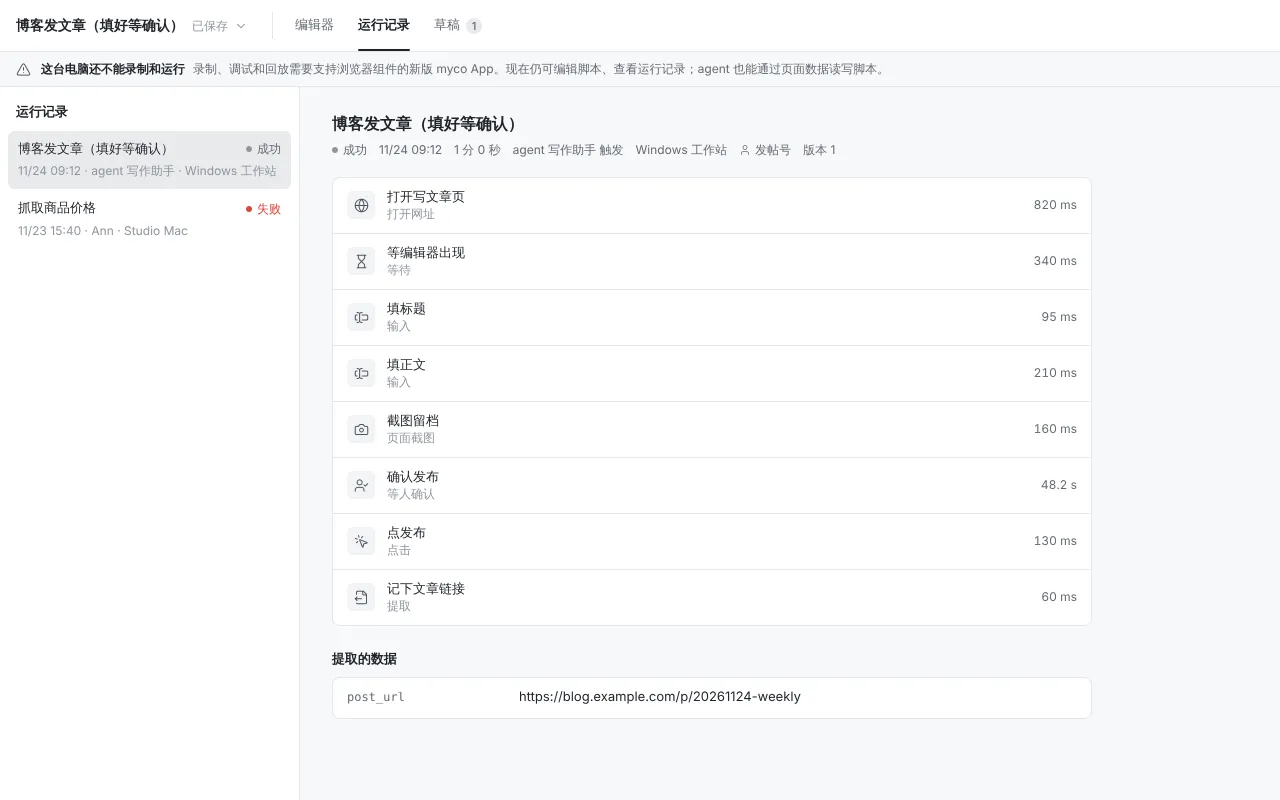 博客发文章（填好等确认） 已保存 编辑器 运行记录 草稿 1
这台电脑还不能录制和运行 录制、调试和回放需要支持浏览器组件的新版 myco App。现在仍可编辑脚本、查看运行记录；agent 也能通过页面数据读写脚本。
运行记录
博客发文章（填好等确认） 成功
11/24 09:12 · agent 写作助手 · Windows 工作站
抓取商品价格 失败
11/23 15:40 · Ann · Studio Mac
博客发文章（填好等确认）
成功 11/24 09:12 1 分 0 秒 agent 写作助手 触发 Windows 工作站 发帖号 版本 1
打开写文章页
打开网址
820 ms
等编辑器出现
等待
340 ms
填标题
输入
95 ms
填正文
输入
210 ms
截图留档
页面截图
160 ms
确认发布
等人确认
48.2 s
点发布
点击
130 ms
记下文章链接
提取
60 ms
提取的数据
post_url https://blog.example.com/p/20261124-weekly